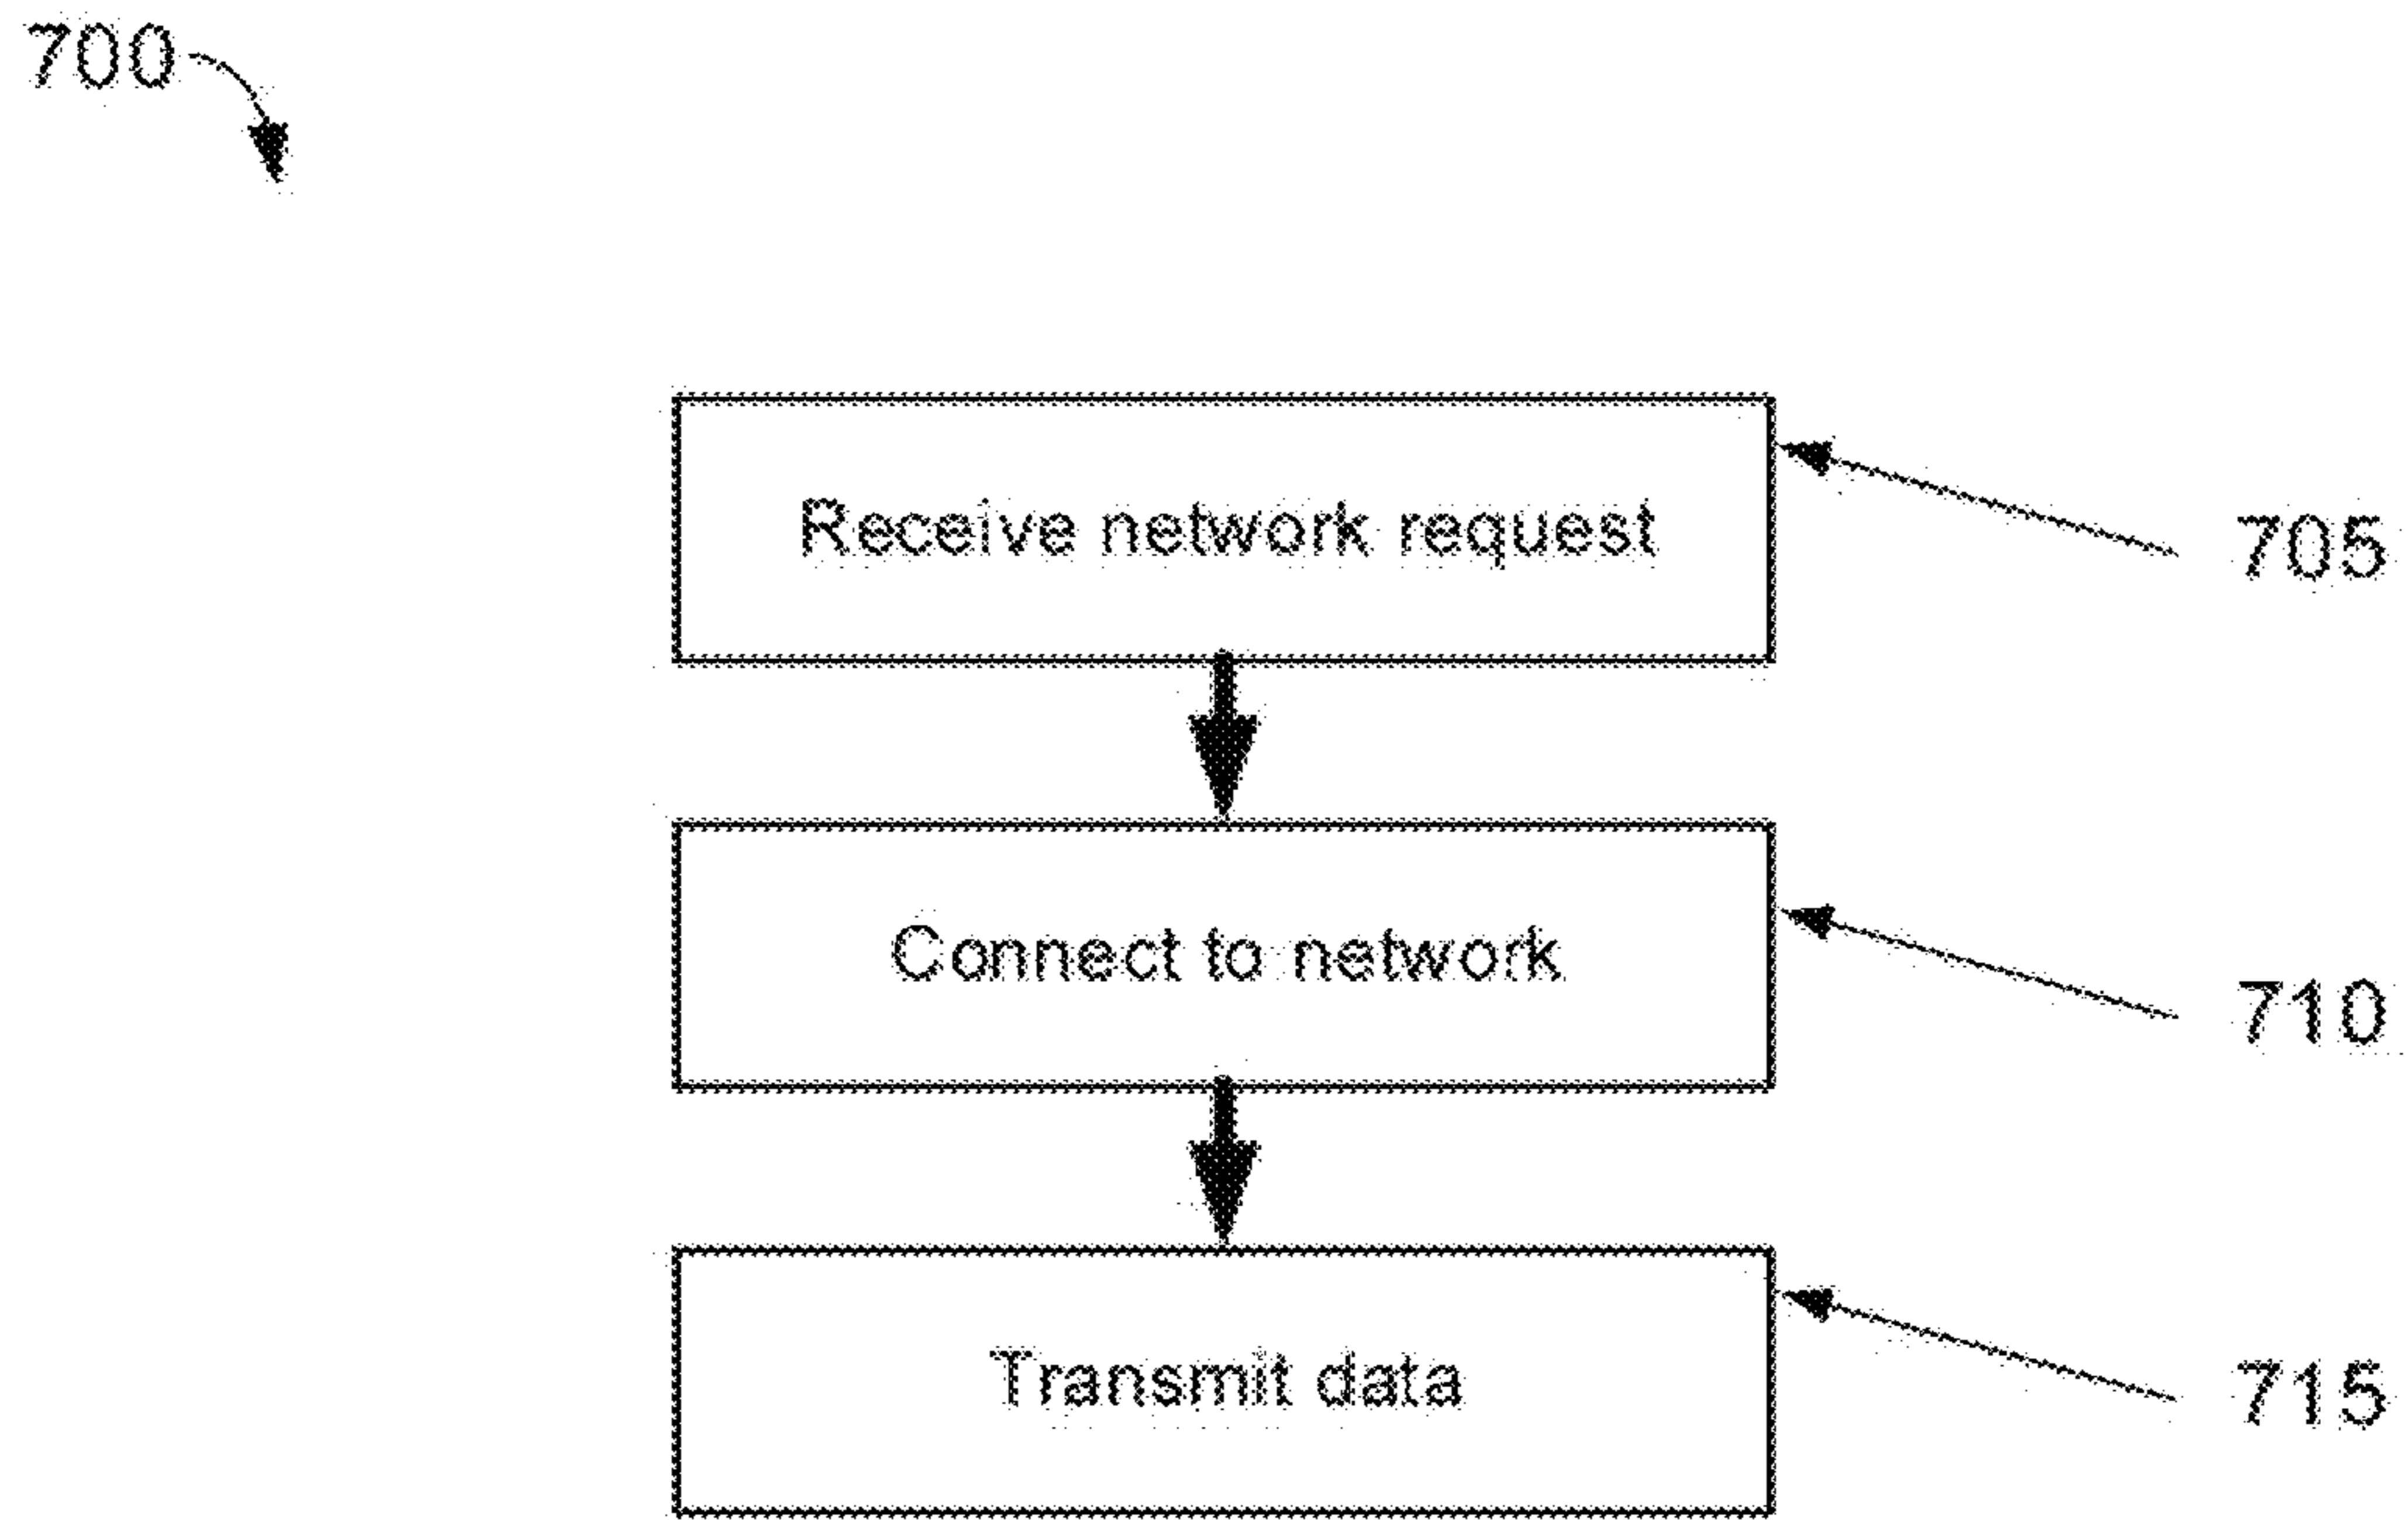 700
Receive network request
705
Connect to network
710
Transmit data
715